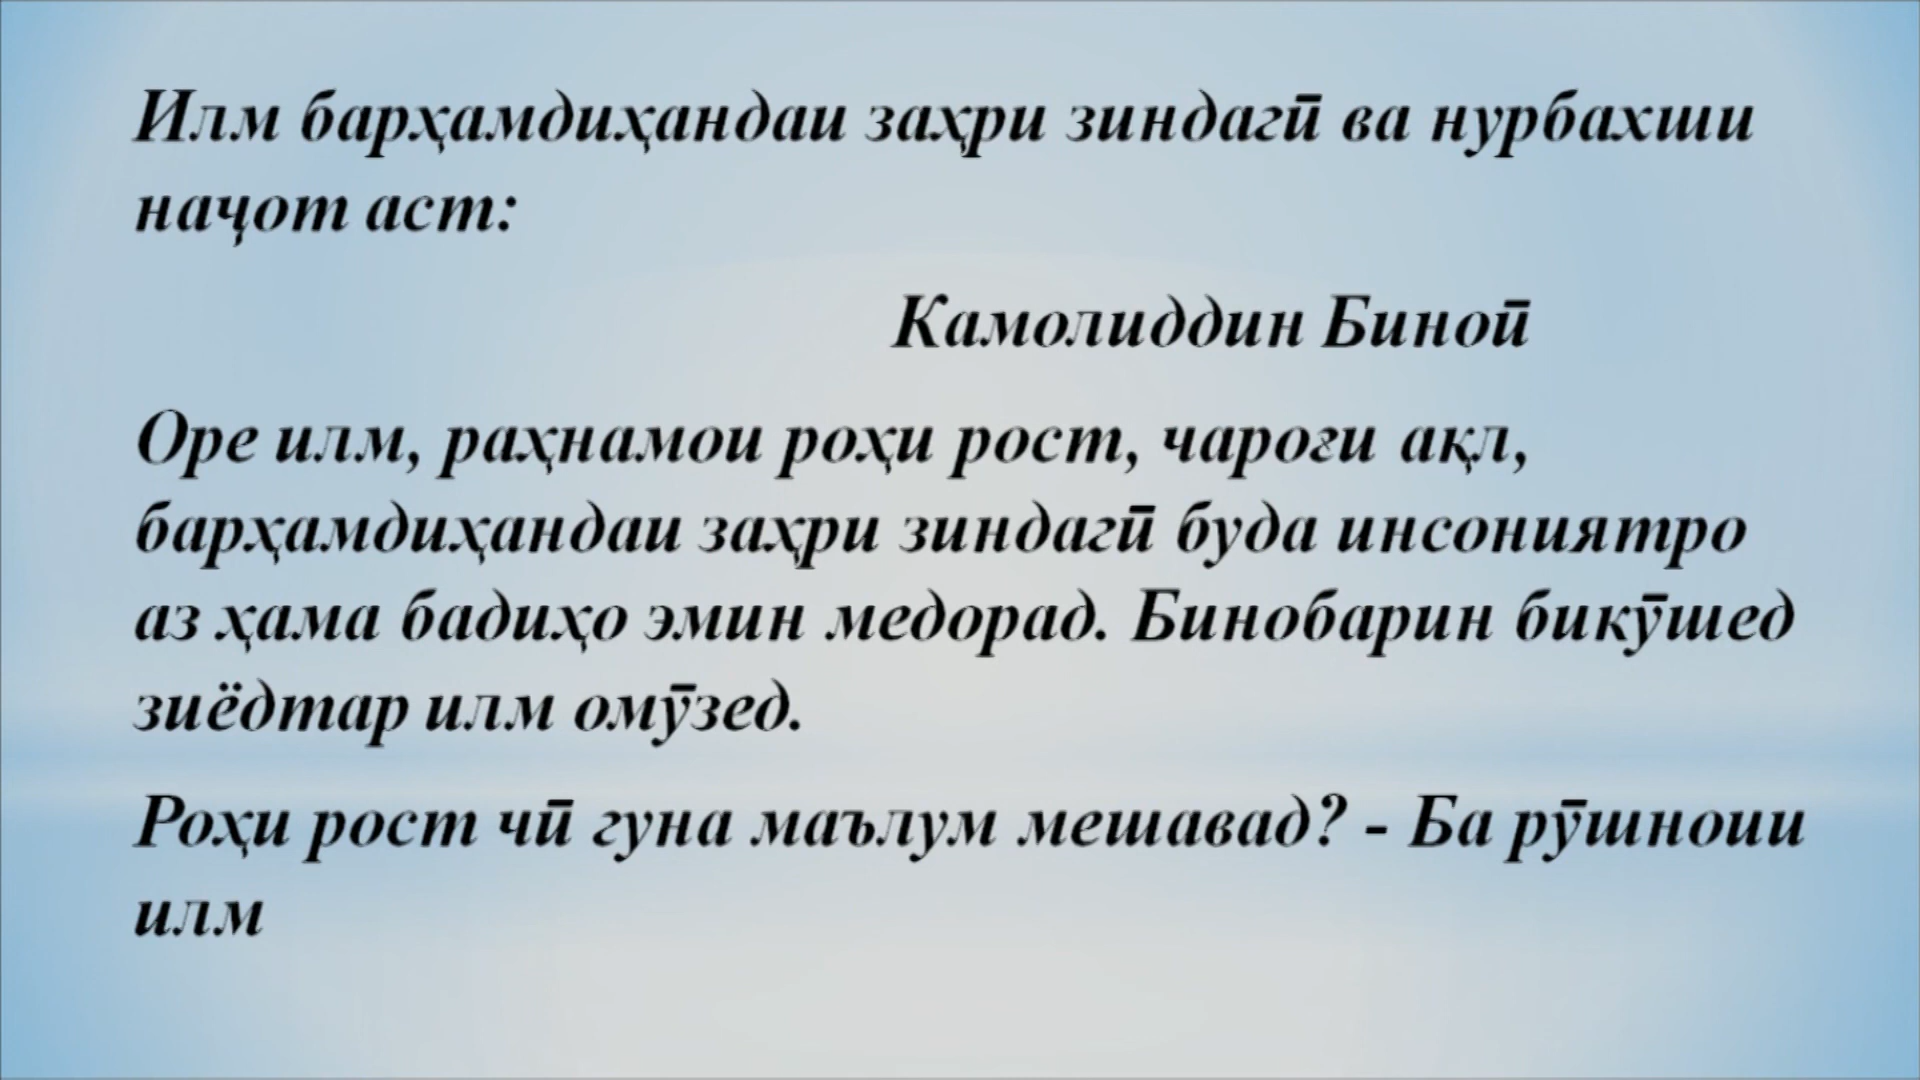 Илм барҳамдиҳандаи заҳри зиндагӣ ва нурбахши
наҷот аст:
Камолиддин Биноӣ
Оре илм, раҳнамои роҳи рост, чароғи ақл,
барҳамдиҳандаи заҳри зиндагӣ буда инсониятро
аз ҳама бадиҳо эмин медорад. Бинобарин бикӯшед
зиёдтар илм омӯзед.
Роҳи рост чӣ гуна маълум мешавад? - Ба рӯшноии
илм